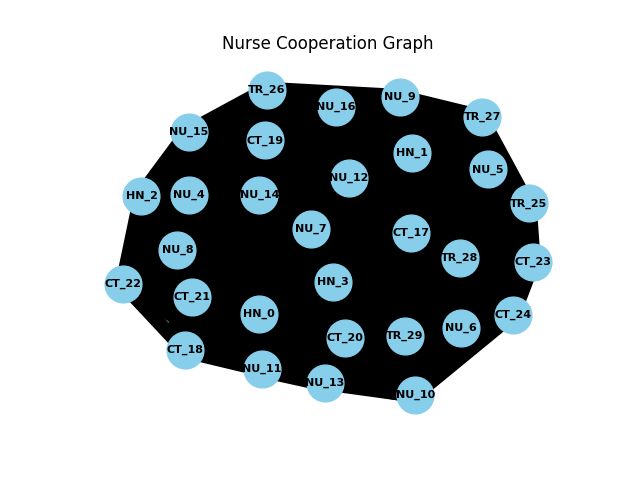 Nurse Cooperation Graph
TR_26
NU_9
NU_16
TR_27
NU_15
CT_19
HN_1
NU_5
NU_12
HN_2
NU_4
NU_14
TR_25
NU_7
CT_17
NU_8
TR_28
CT_23
HN_3
CT_22
CT_21
HN_0
CT_24
NU_6
TR_29
CT_20
CT_18
NU_11
NU_13
NU_10